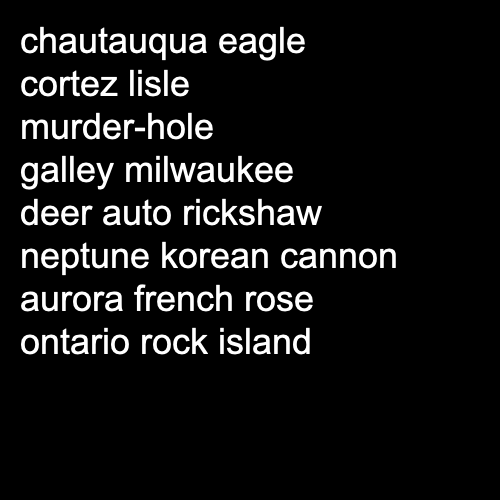 chautauqua eagle
cortez lisle
murder-hole
galley milwaukee
deer auto rickshaw
neptune korean cannon
aurora french rose
ontario rock island